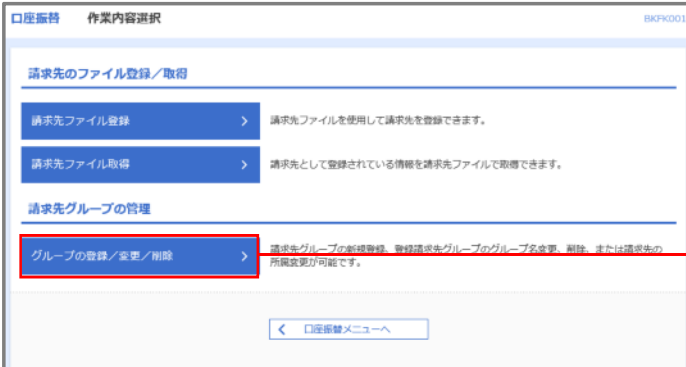 口座振替 作業内容選択 BKFK001
請求先のファイル登録／取得
請求先ファイル登録 請求先ファイルを使用して請求先を登録できます。
請求先ファイル取得 請求先として登録されている情報を請求先ファイルで取得できます。
請求先グループの管理
グループの登録／変更／削除 請求先グループの新規登録、登録請求先グループのグループ名変更、削除、または請求先の
所属変更が可能です。
口座振替メニューへ